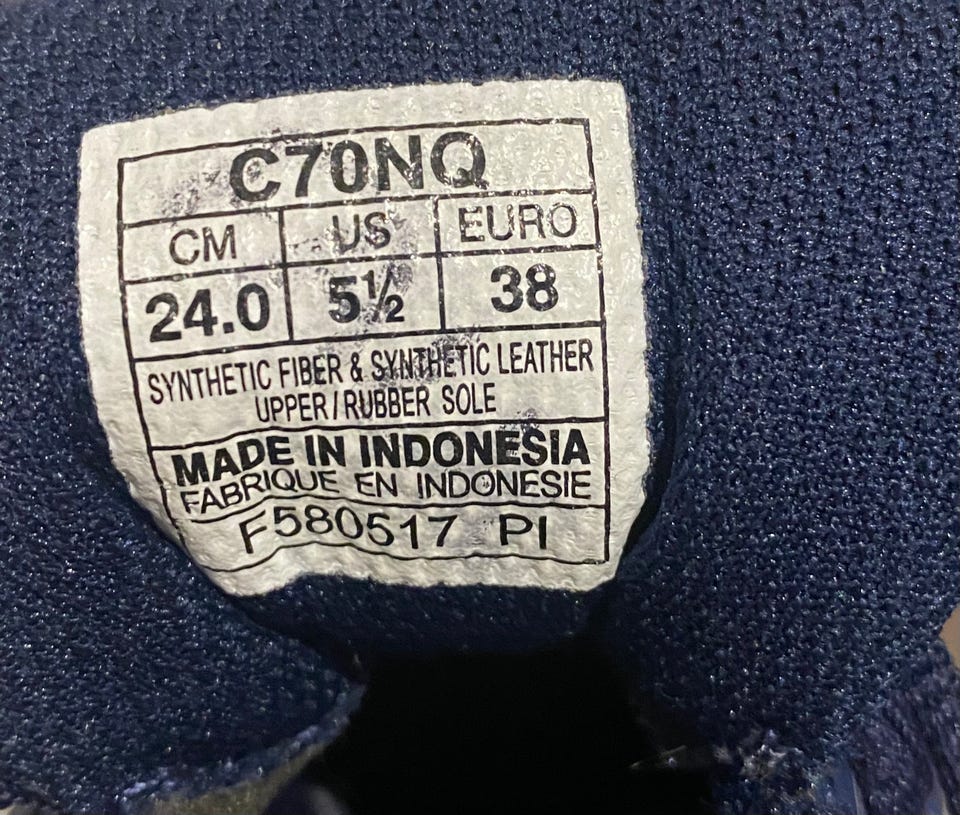 C70NQ
CM US EURO
24.0 5½ 38
SYNTHETIC FIBER & SYNTHETIC LEATHER
UPPER/RUBBER SOLE
MADE IN INDONESIA
FABRIQUE EN INDONESIE
F580517 PI